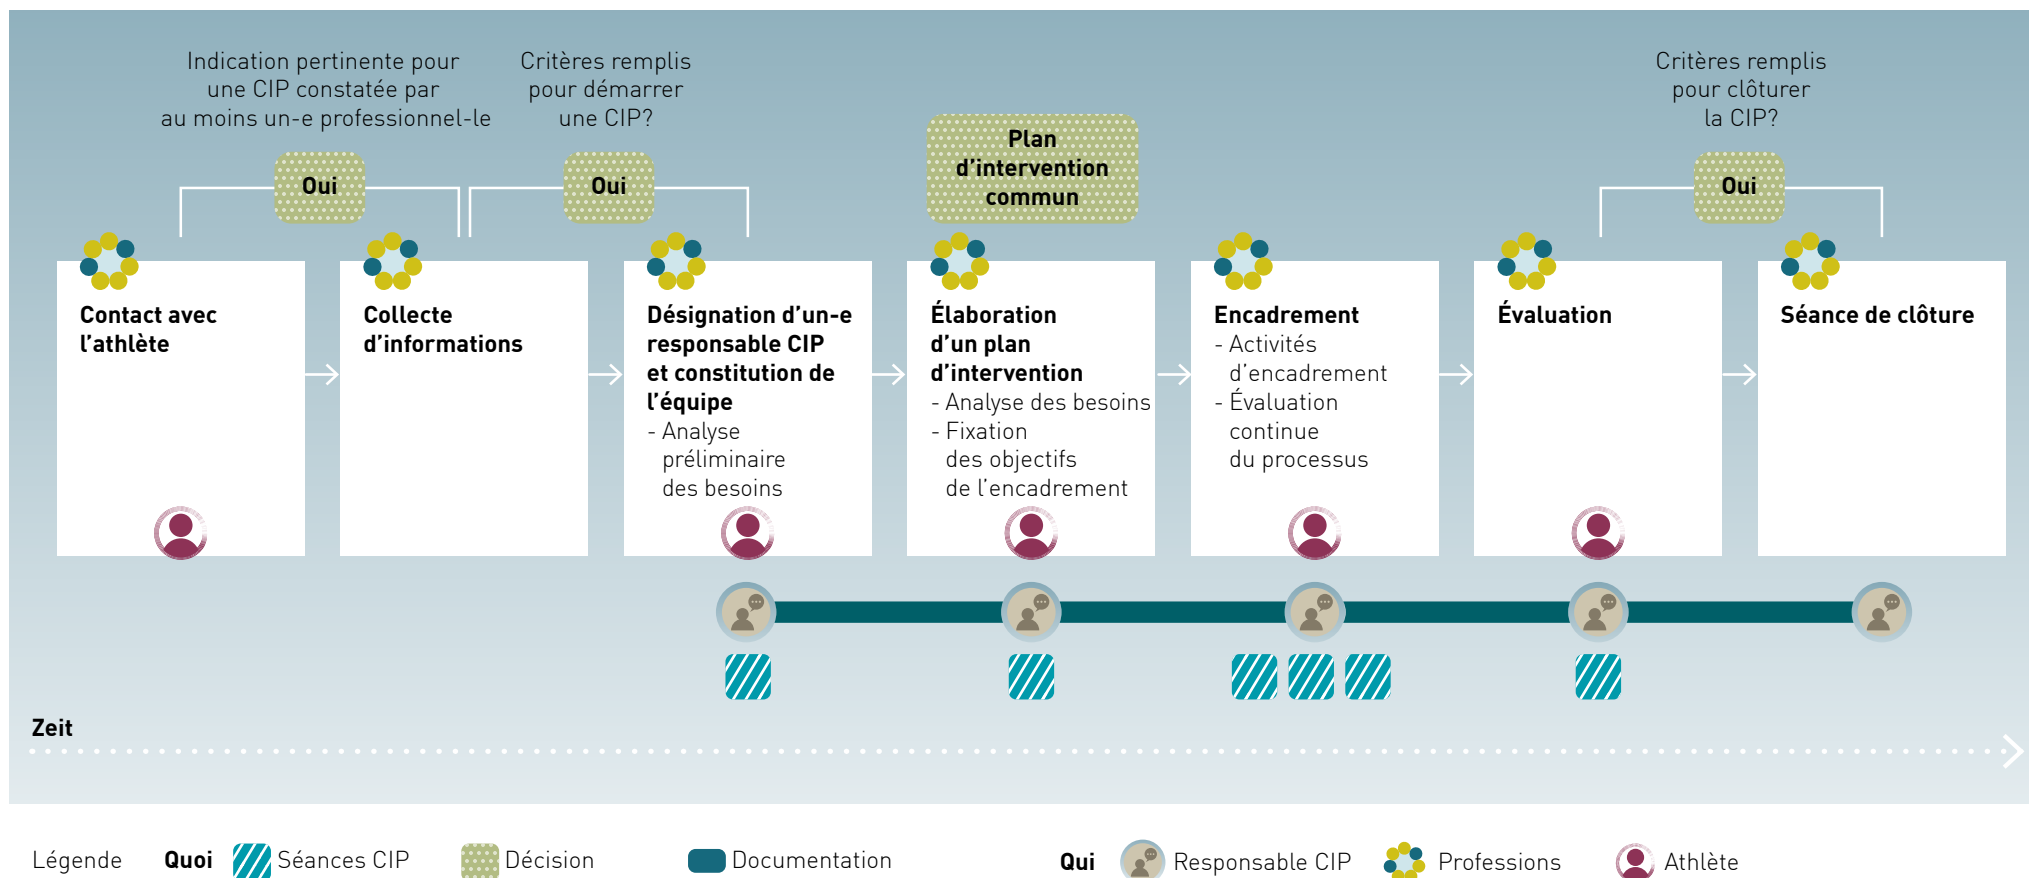 Indication pertinente pour
une CIP constatée par
au moins un-e professionnel-le
Critères remplis
pour démarrer
une CIP?
Critères remplis
pour clôturer
la CIP?
Oui
Oui
Plan
d'intervention
commun
Oui
Contact avec
l'athlète
Collecte
d'informations
Désignation d'un-e
responsable CIP
et constitution de
l'équipe
- Analyse
préliminaire
des besoins
Élaboration
d'un plan
d'intervention
- Analyse des besoins
- Fixation
des objectifs
de l'encadrement
Encadrement
- Activités
d'encadrement
- Évaluation
continue
du processus
Évaluation
Séance de clôture
Zeit
Légende Quoi Séances CIP Décision Documentation Qui Responsable CIP Professions Athlète